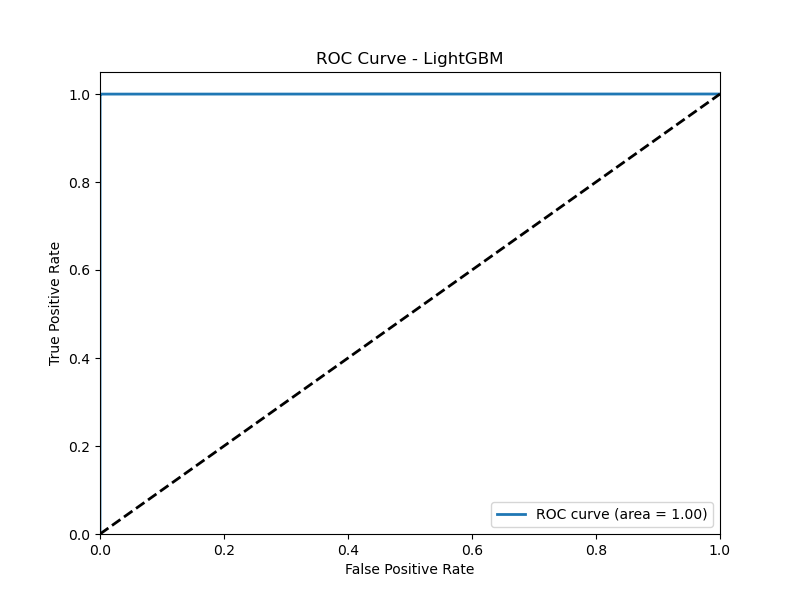 ROC Curve - LightGBM
1.0
0.8
0.6
0.4
0.2
0.0
True Positive Rate
ROC curve (area = 1.00)
0.0 0.2 0.4 0.6 0.8 1.0
False Positive Rate